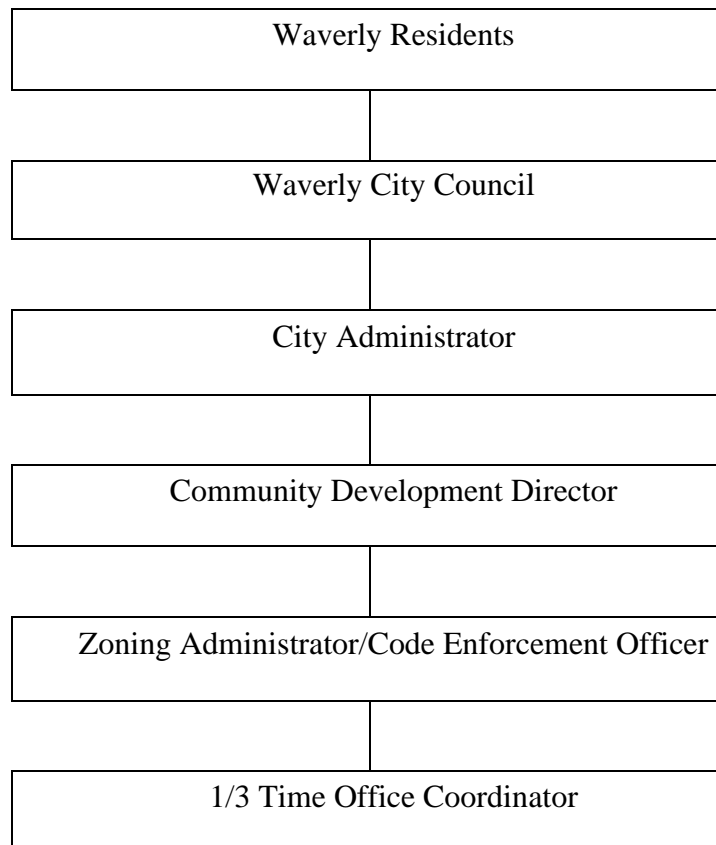 Waverly Residents
Waverly City Council
City Administrator
Community Development Director
Zoning Administrator/Code Enforcement Officer
1/3 Time Office Coordinator